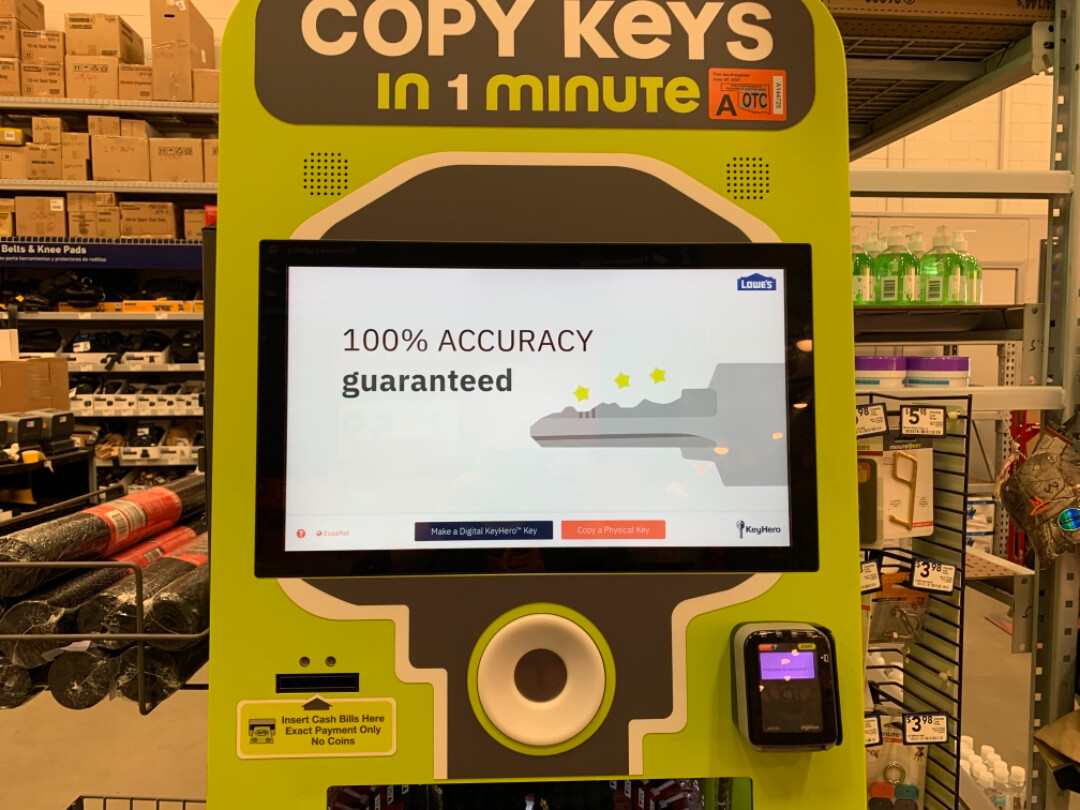 COPY KEYS
IN 1 MINUTE
A
OTC
LOWE'S
100% ACCURACY
guaranteed
Español
Make a Digital KeyHero™ Key
Copy a Physical Key
KeyHero
Insert Cash Bills Here
Exact Payment Only
No Coins
Belts & Knee Pads
$5
$3 98
$3 98